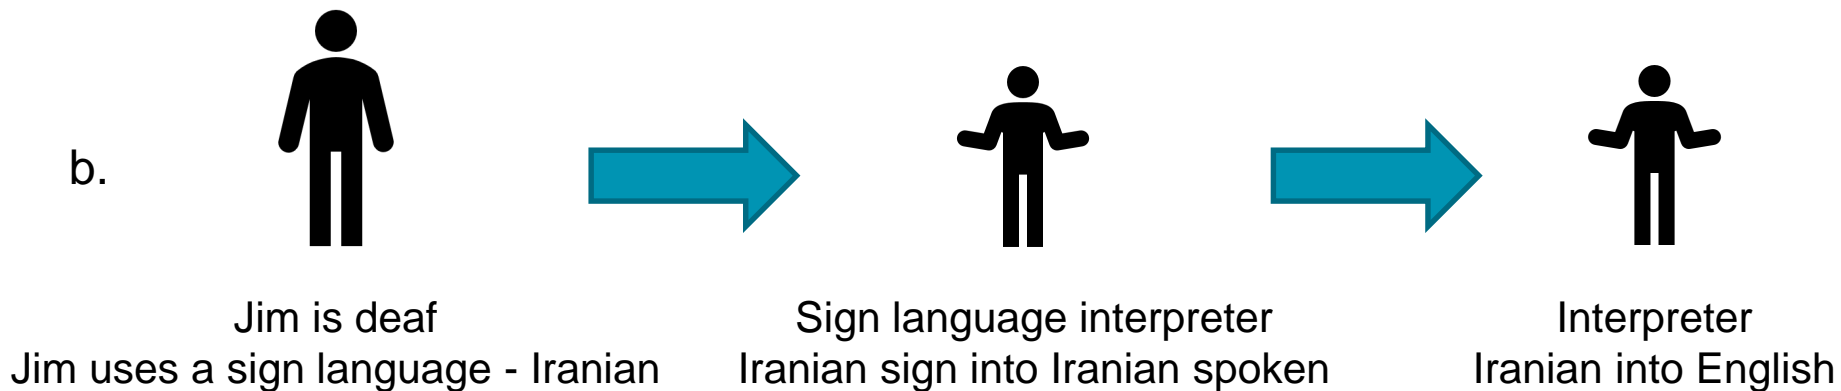 b.
Jim is deaf
Jim uses a sign language - Iranian
Sign language interpreter
Iranian sign into Iranian spoken
Interpreter
Iranian into English